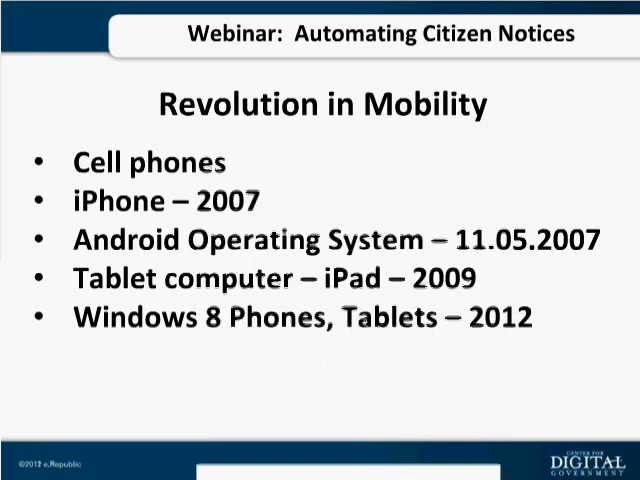 Webinar: Automating Citizen Notices
Revolution in Mobility
• Cell phones
• iPhone – 2007
• Android Operating System – 11.05.2007
• Tablet computer – iPad – 2009
• Windows 8 Phones, Tablets – 2012
©2012 e.Republic
CENTER FOR
DIGITAL
GOVERNMENT